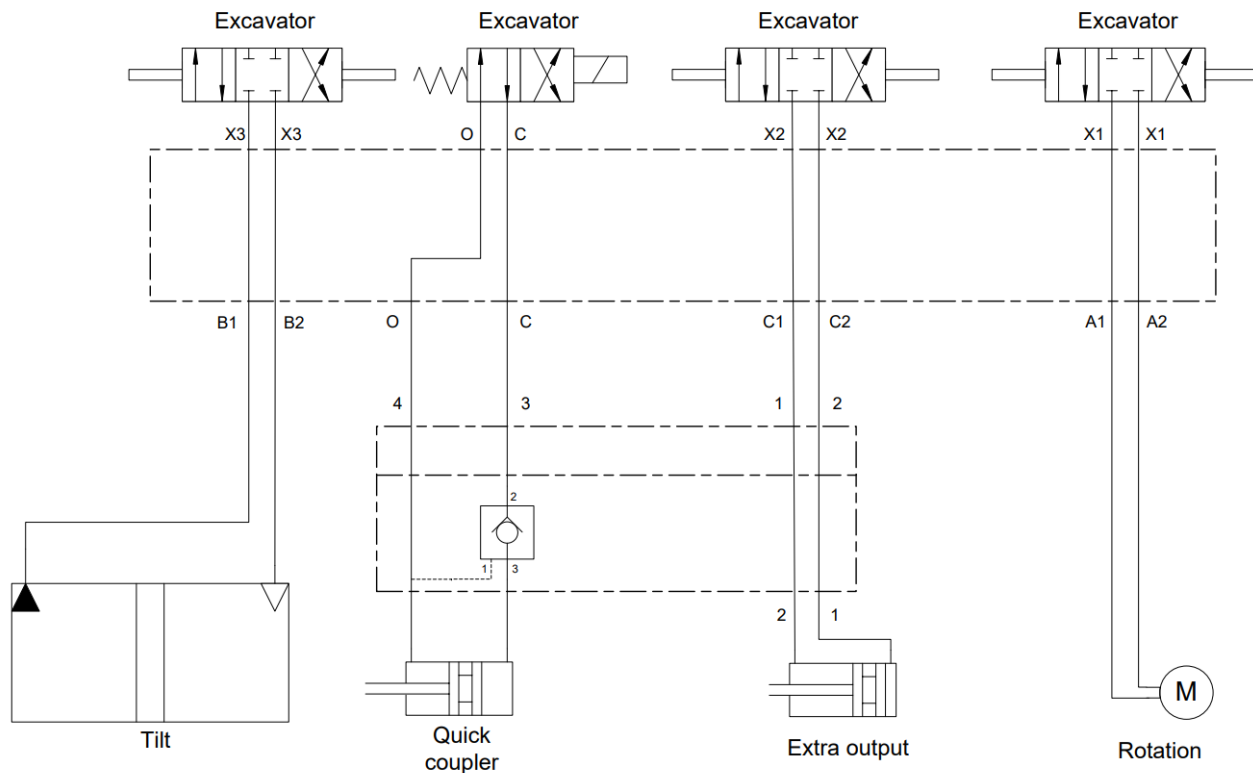 Excavator Excavator Excavator Excavator
X3 X3 O C X2 X2 X1 X1
B1 B2 O C C1 C2 A1 A2
4 3 1 2
2
1 3
2 1
M
Tilt
Quick
coupler
Extra output
Rotation